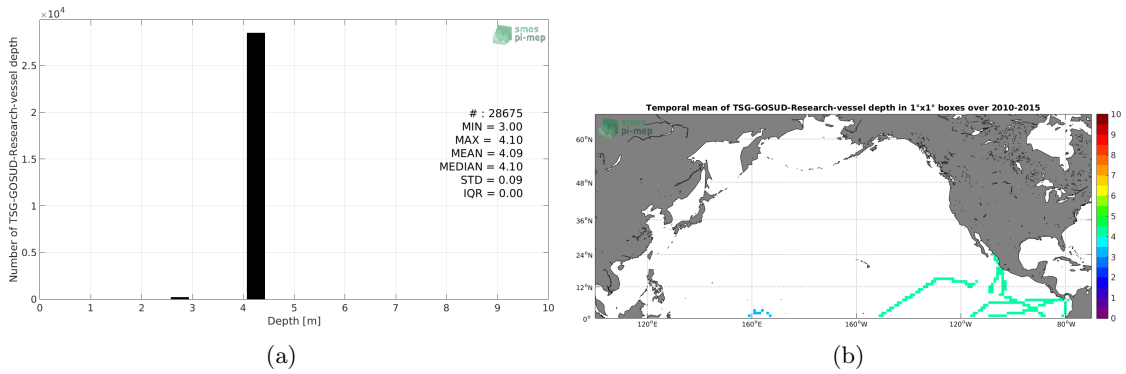 ×10⁴
smos
pi-mep
Number of TSG-GOSUD-Research-vessel depth
2.5
2
1.5
1
0.5
0
# : 28675
MIN = 3.00
MAX = 4.10
MEAN = 4.09
MEDIAN = 4.10
STD = 0.09
IQR = 0.00
0 1 2 3 4 5 6 7 8 9 10
Depth [m]
(a)
Temporal mean of TSG-GOSUD-Research-vessel depth in 1°x1° boxes over 2010-2015
smos
pi-mep
60°N
48°N
36°N
24°N
12°N
0°
120°E 160°E 160°W 120°W 80°W
10
9
8
7
6
5
4
3
2
1
0
(b)